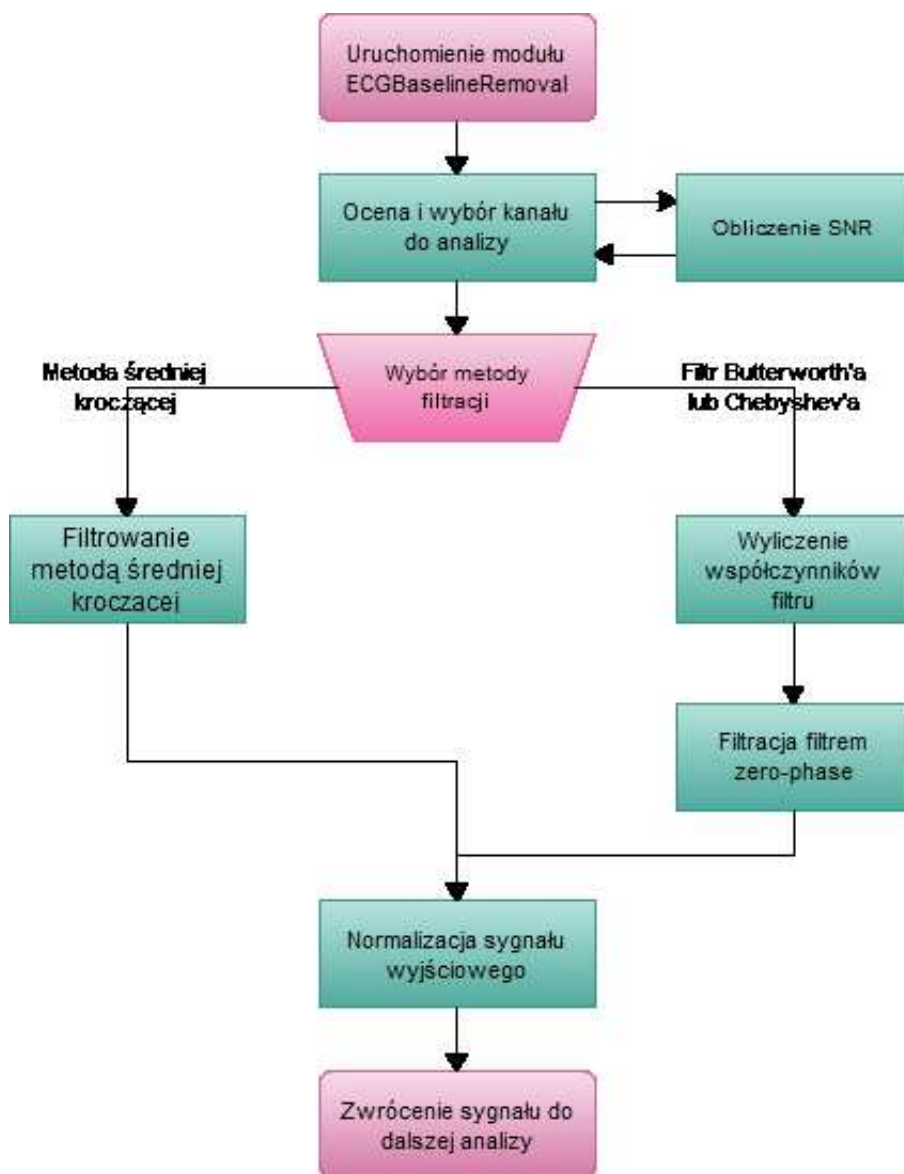 Uruchomienie modułu
ECGBaselineRemoval
Ocena i wybór kanału
do analizy
Obliczenie SNR
Metoda średniej
kroczącej
Wybór metody
filtracji
Filtr Butterworth'a
lub Chebyshev'a
Filtrowanie
metodą średniej
kroczacej
Wyliczenie
współczynników
filtru
Filtracja filtrem
zero-phase
Normalizacja sygnału
wyjściowego
Zwrócenie sygnału do
dalszej analizy